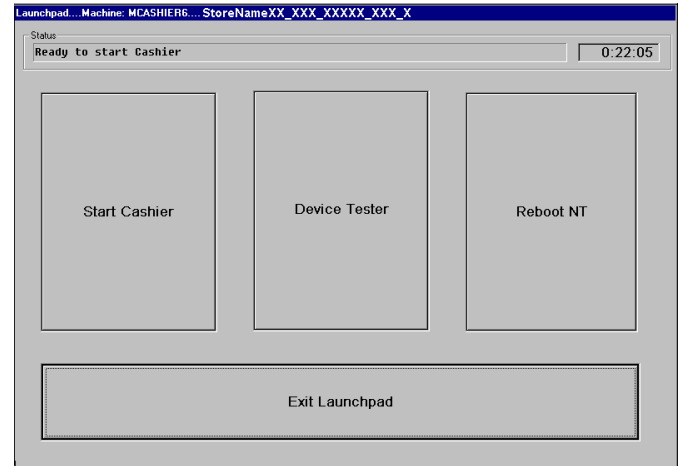 Launchpad....Machine: MCASHIER6.... StoreNameXX_XXX_XXXXX_XXX_X
Status
Ready to start Cashier 0:22:05
Start Cashier Device Tester Reboot NT
Exit Launchpad